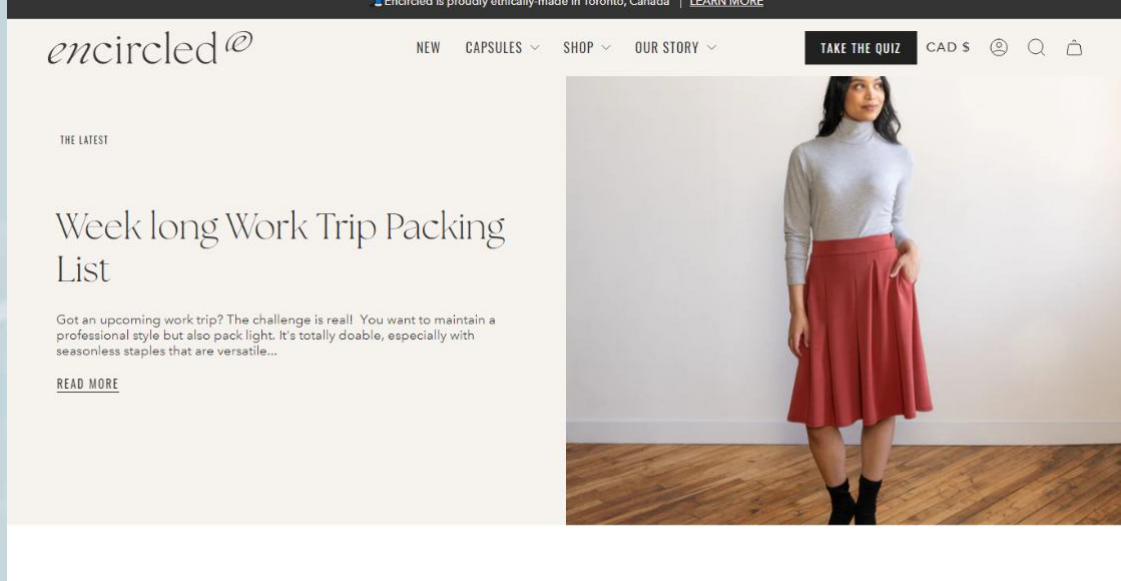 Encircled is proudly ethically-made in Toronto, Canada | LEARN MORE
encircled
NEW CAPSULES SHOP OUR STORY TAKE THE QUIZ CAD $
THE LATEST
Week long Work Trip Packing
List
Got an upcoming work trip? The challenge is real! You want to maintain a
professional style but also pack light. It's totally doable, especially with
seasonless staples that are versatile...
READ MORE